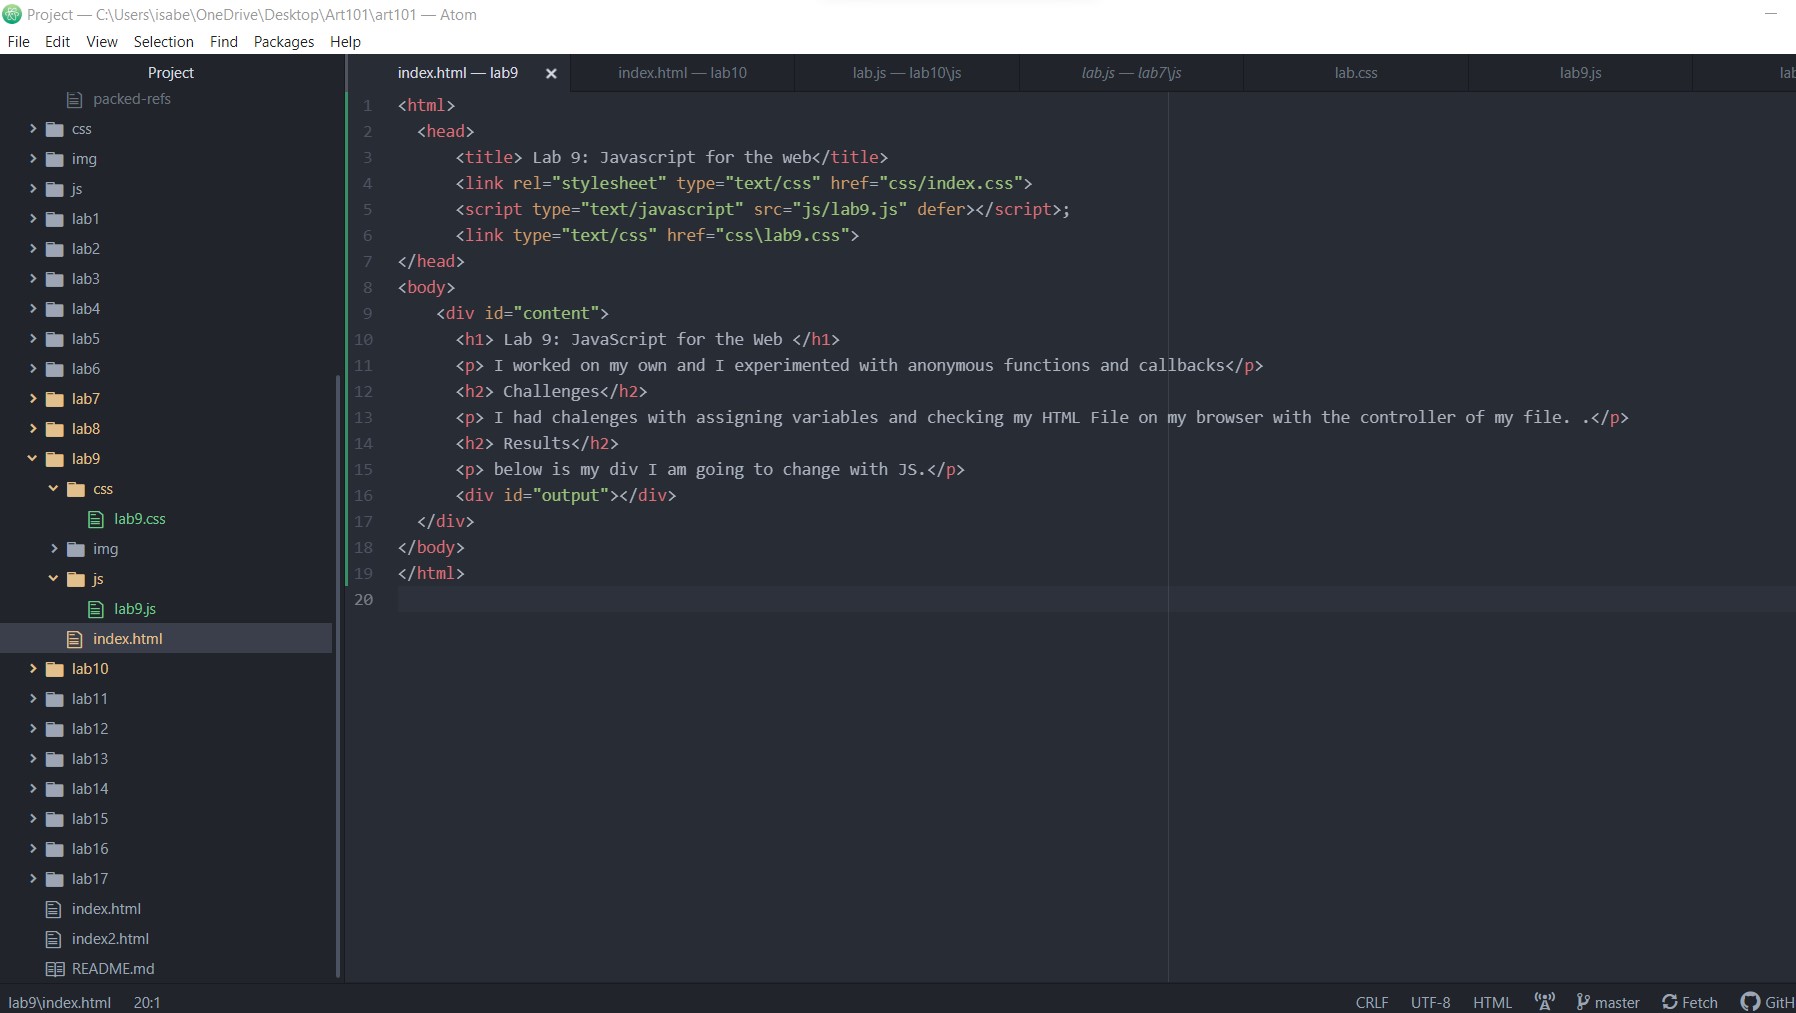 Project — C:\Users\isabe\OneDrive\Desktop\Art101\art101 — Atom
File Edit View Selection Find Packages Help
Project
packed-refs
css
img
js
lab1
lab2
lab3
lab4
lab5
lab6
lab7
lab8
lab9
css
lab9.css
img
js
lab9.js
index.html
lab10
lab11
lab12
lab13
lab14
lab15
lab16
lab17
index.html
index2.html
README.md
index.html — lab9 index.html — lab10 lab.js — lab10\js lab.js — lab7\js lab.css lab9.js
1 <html>
2 <head>
3 <title> Lab 9: Javascript for the web</title>
4 <link rel="stylesheet" type="text/css" href="css/index.css">
5 <script type="text/javascript" src="js/lab9.js" defer></script>;
6 <link type="text/css" href="css\lab9.css">
7 </head>
8 <body>
9 <div id="content">
10 <h1> Lab 9: JavaScript for the Web </h1>
11 <p> I worked on my own and I experimented with anonymous functions and callbacks</p>
12 <h2> Challenges</h2>
13 <p> I had chalenges with assigning variables and checking my HTML File on my browser with the controller of my file. .</p>
14 <h2> Results</h2>
15 <p> below is my div I am going to change with JS.</p>
16 <div id="output"></div>
17 </div>
18 </body>
19 </html>
20
lab9\index.html 20:1 CRLF UTF-8 HTML master Fetch GitH